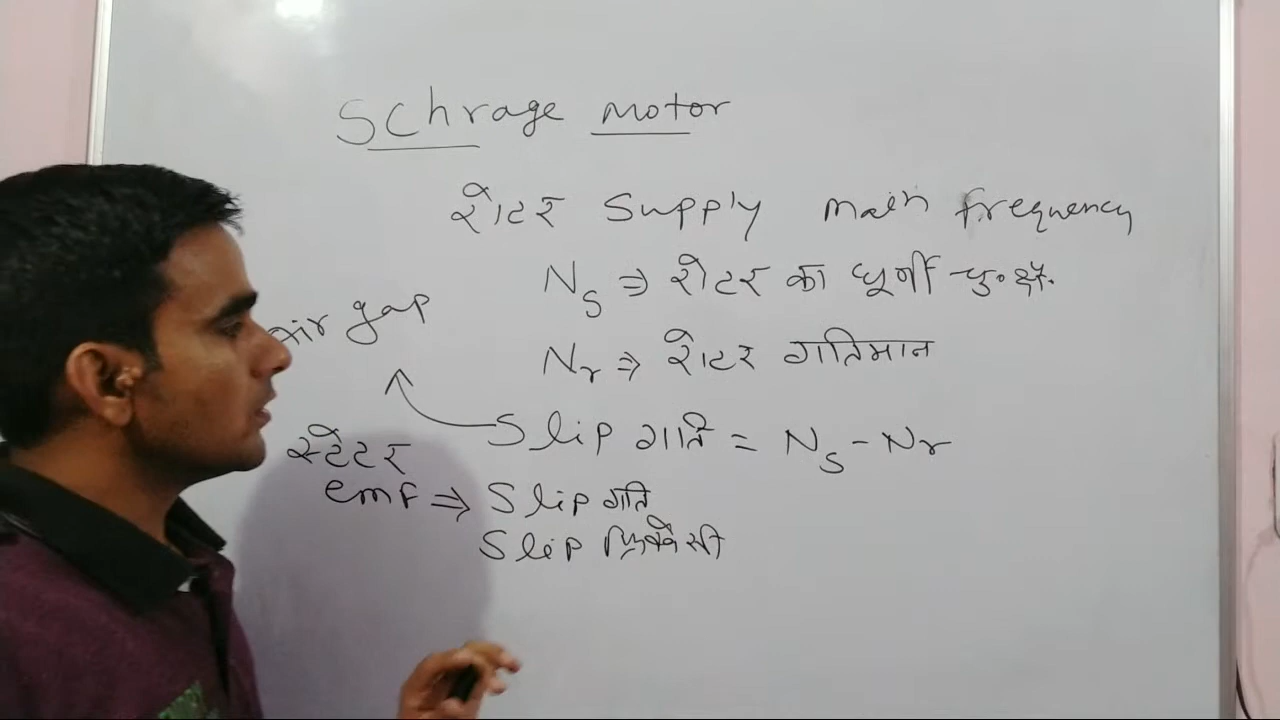 Schrage motor
रोटर Supply main frequency
Ns ⇒ रोटर का घूर्णी चु॰ क्षे.
air gap
Nr ⇒ रोटर गतिमान
Slip गति = Ns - Nr
स्टेटर
emf ⇒ Slip गति
Slip फ्रिक्वेंसी